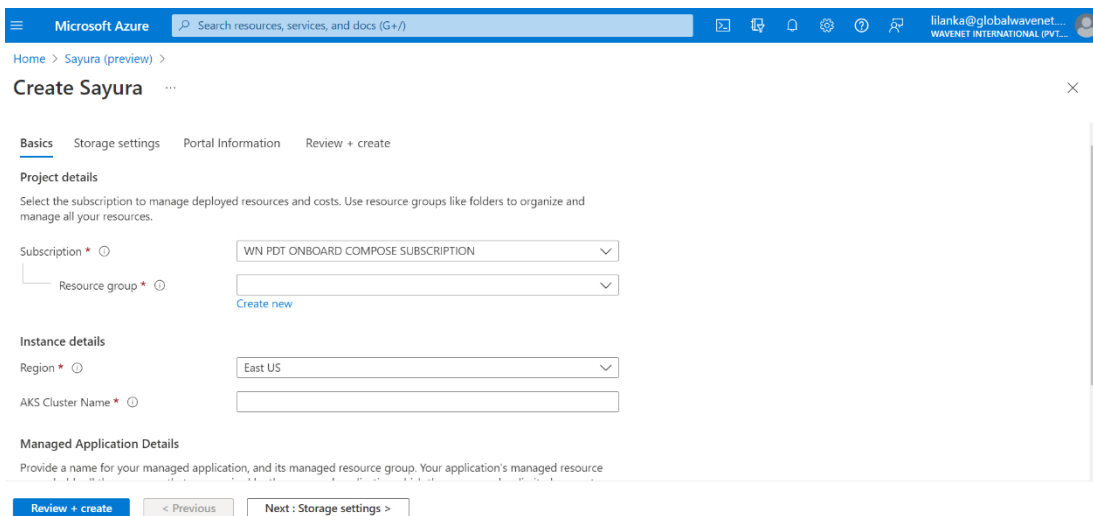 Microsoft Azure
Search resources, services, and docs (G+/)
lilanka@globalwavenet....
WAVENET INTERNATIONAL (PVT....
Home > Sayura (preview) >
Create Sayura ...
Basics Storage settings Portal Information Review + create
Project details
Select the subscription to manage deployed resources and costs. Use resource groups like folders to organize and
manage all your resources.
Subscription * WN PDT ONBOARD COMPOSE SUBSCRIPTION
Resource group *
Create new
Instance details
Region * East US
AKS Cluster Name *
Managed Application Details
Provide a name for your managed application, and its managed resource group. Your application's managed resource
Review + create < Previous Next : Storage settings >